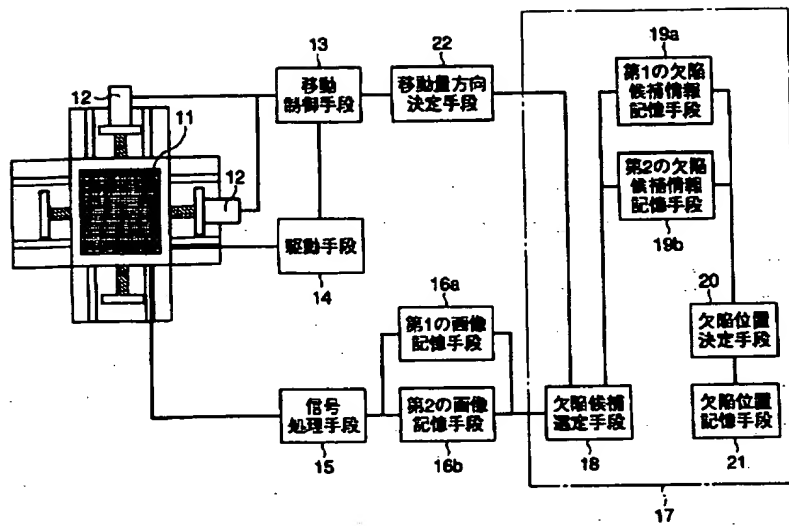 13
移動
制御手段
22
移動量方向
決定手段
19a
第1の欠陥
候補情報
記憶手段
12
11
12
第2の欠陥
候補情報
記憶手段
19b
駆動手段
14
16a
第1の画像
記憶手段
20
欠陥位置
決定手段
信号
処理手段
15
第2の画像
記憶手段
16b
欠陥候補
選定手段
18
欠陥位置
記憶手段
21
17